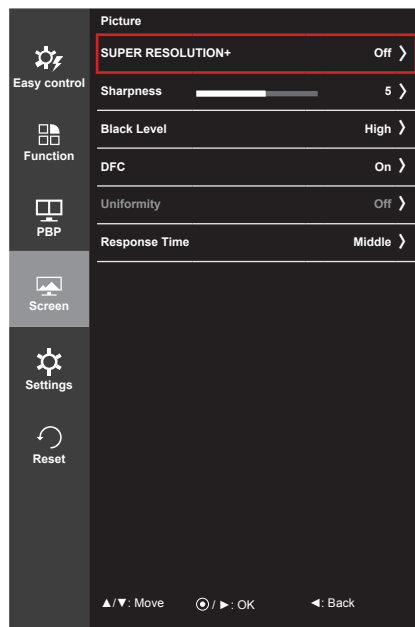 Picture
SUPER RESOLUTION+ Off
Easy control
Sharpness 5
Black Level High
Function
DFC On
Uniformity Off
PBP
Response Time Middle
Screen
Settings
Reset
▲/▼: Move ⦿ / ►: OK ◄: Back